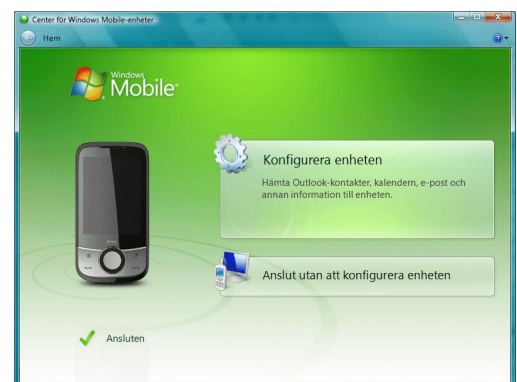 Center för Windows Mobile-enheter
Hem
Windows
Mobile
Konfigurera enheten
Hämta Outlook-kontakter, kalendern, e-post och
annan information till enheten.
Anslut utan att konfigurera enheten
Ansluten